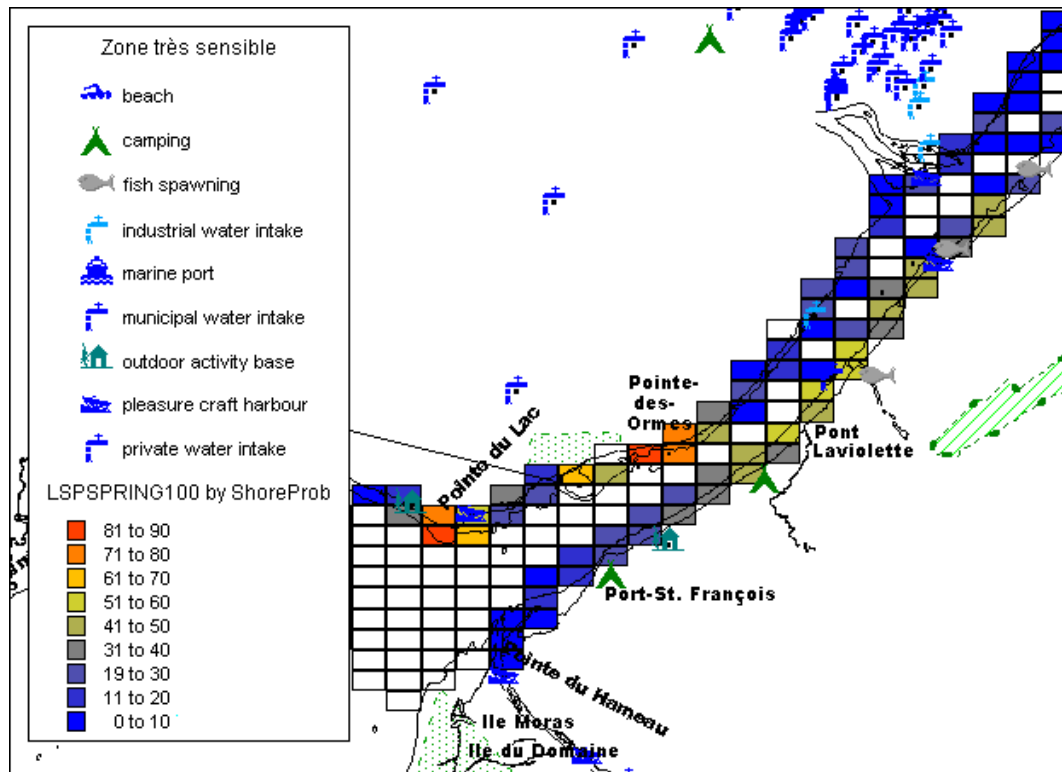 Zone très sensible
beach
camping
fish spawning
industrial water intake
marine port
municipal water intake
outdoor activity base
pleasure craft harbour
private water intake
LSPSPRING100 by ShoreProb
81 to 90
71 to 80
61 to 70
51 to 60
41 to 50
31 to 40
19 to 30
11 to 20
0 to 10
Pointe-
des-
Ormes
Pointe du Lac
Pont
Laviolette
Port-St. François
Pointe du Hameau
Ile Moras
Ile du Domaine